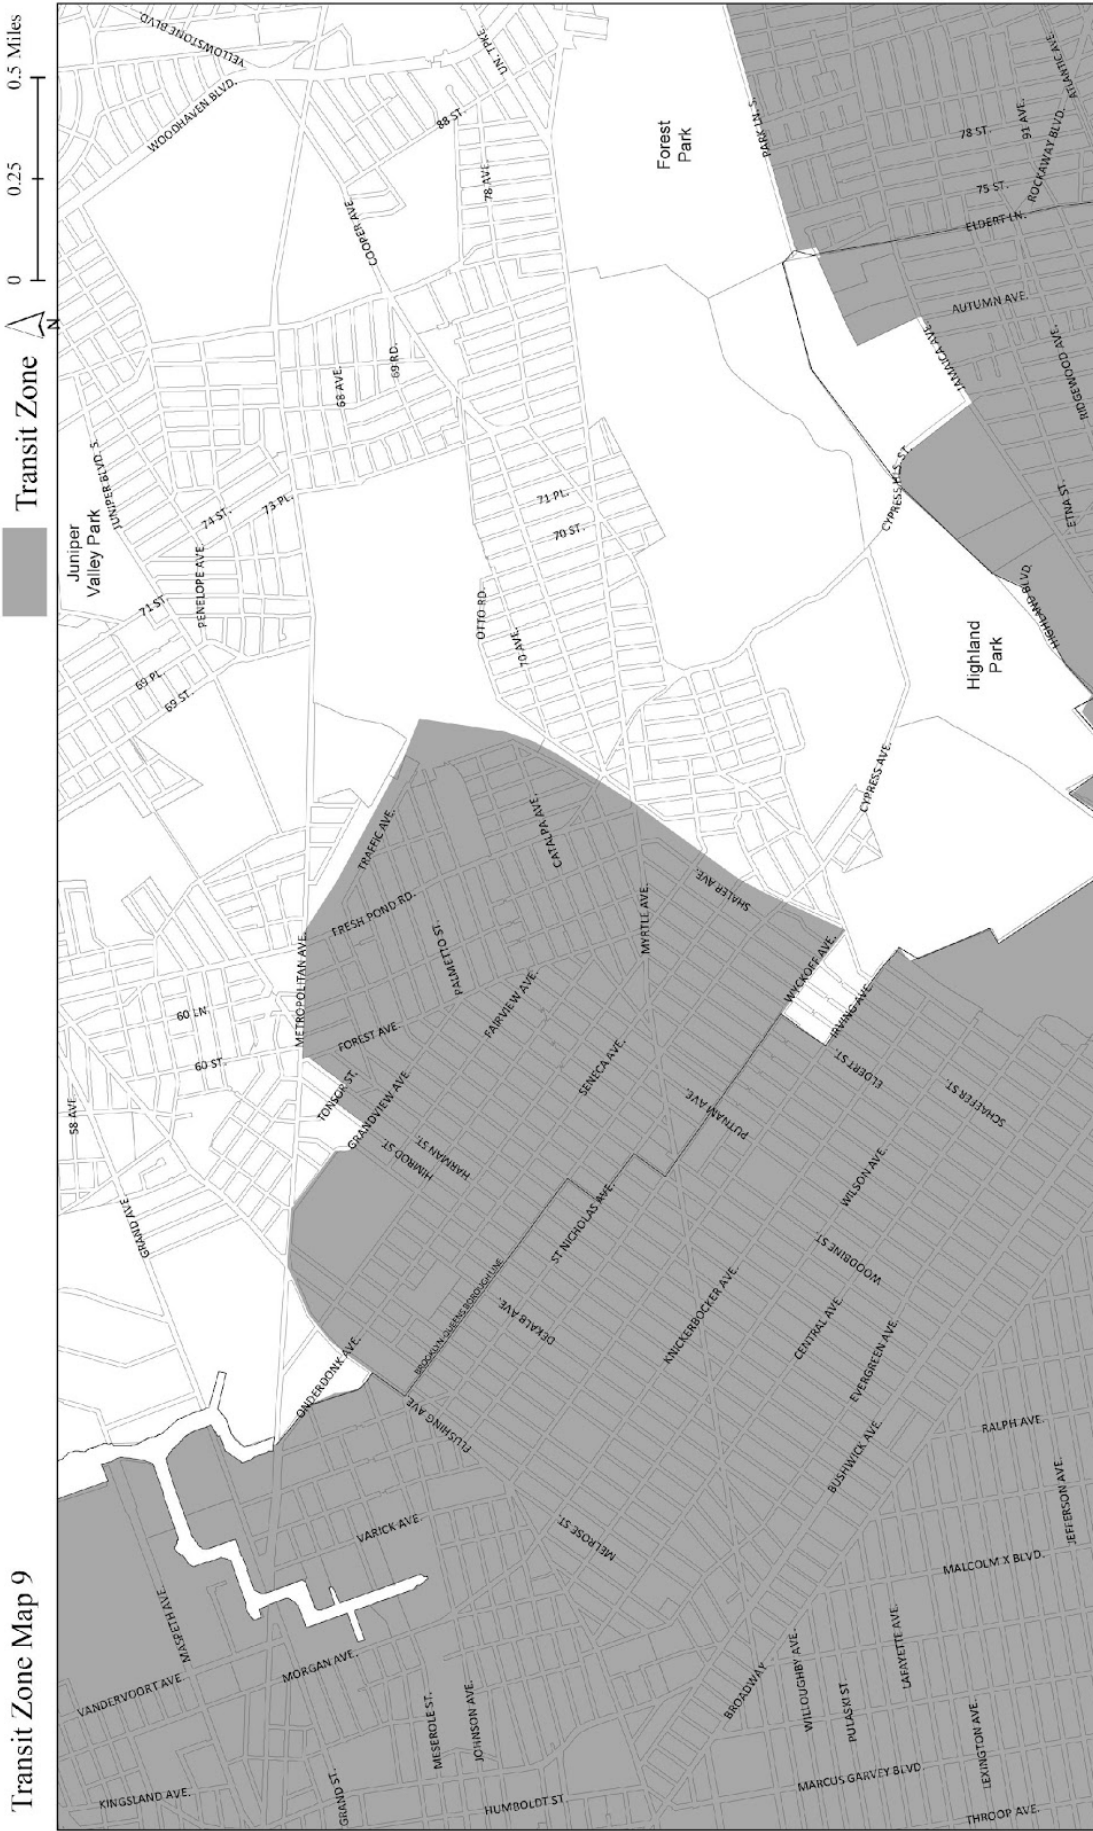 Transit Zone Map 9
Transit Zone
N
0 0.25 0.5 Miles
KINGSLAND AVE.
VANDERVOORT AVE.
MASPETH AVE.
GRAND AVE
58 AVE.
60 LN.
60 ST.
69 ST.
69 PL.
71 ST.
PENELOPE AVE.
Juniper
Valley Park
JUNIPER BLVD. S.
74 ST.
73 PL.
WOODHAVEN BLVD.
YELLOWSTONE BLVD.
GRAND ST.
MORGAN AVE.
VARICK AVE.
ONDERDONK AVE.
TONSOR ST.
METROPOLITAN AVE.
GRANDVIEW AVE.
FOREST AVE.
FRESH POND RD.
TRAFFIC AVE.
68 AVE.
69 RD.
COOPER AVE.
88 ST.
78 AVE.
UN. TPKE.
MESEROLE ST.
JOHNSON AVE.
HUMBOLDT ST
FLUSHING AVE.
HIMROD ST.
HARMAN ST.
PALMETTO ST.
FAIRVIEW AVE.
CATALPA AVE.
OTTO RD.
70 AVE.
71 PL.
70 ST.
BROOKLYN-QUEENS BOROUGH LINE
DEKALB AVE.
ST NICHOLAS AVE.
SENECA AVE.
MYRTLE AVE.
MELROSE ST.
KNICKERBOCKER AVE.
PUTNAM AVE.
SHALER AVE.
Forest
Park
PARK LN. S.
BROADWAY
WILLOUGHBY AVE.
PULASKI ST.
MARCUS GARVEY BLVD.
LAFAYETTE AVE.
BUSHWICK AVE.
EVERGREEN AVE.
CENTRAL AVE.
WOODBINE ST.
WILSON AVE.
ELDERT ST.
IRVING AVE.
WYCKOFF AVE.
CYPRESS AVE.
CYPRESS HLS. ST.
JAMAICA AVE.
AUTUMN AVE.
ELDERT LN.
75 ST.
78 ST.
91 AVE.
ROCKAWAY BLVD.
ATLANTIC AVE.
SCHAEFER ST.
Highland
Park
HIGHLAND BLVD.
ETNA ST.
RIDGEWOOD AVE.
RALPH AVE.
MALCOLM X BLVD.
JEFFERSON AVE.
LEXINGTON AVE.
THROOP AVE.